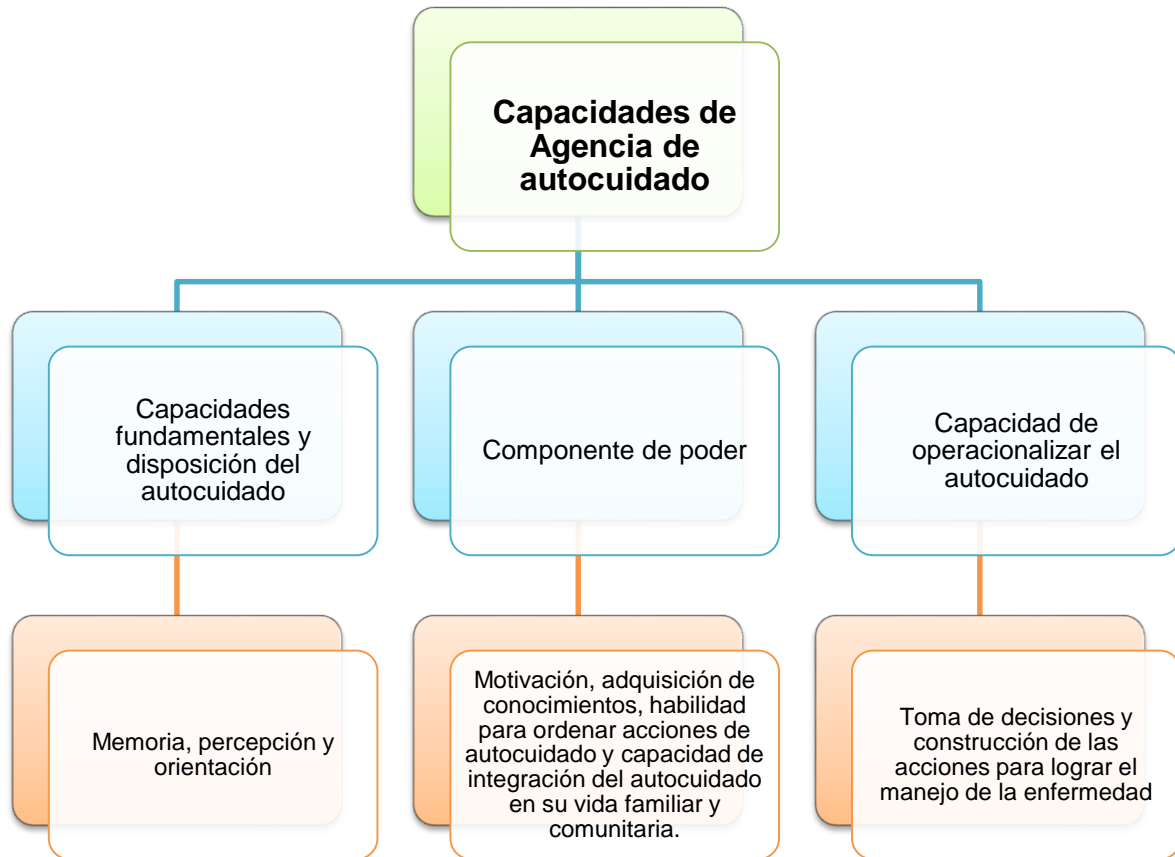 Capacidades de
Agencia de
autocuidado
Capacidades
fundamentales y
disposición del
autocuidado
Componente de poder
Capacidad de
operacionalizar el
autocuidado
Memoria, percepción y
orientación
Motivación, adquisición de
conocimientos, habilidad
para ordenar acciones de
autocuidado y capacidad de
integración del autocuidado
en su vida familiar y
comunitaria.
Toma de decisiones y
construcción de las
acciones para lograr el
manejo de la enfermedad